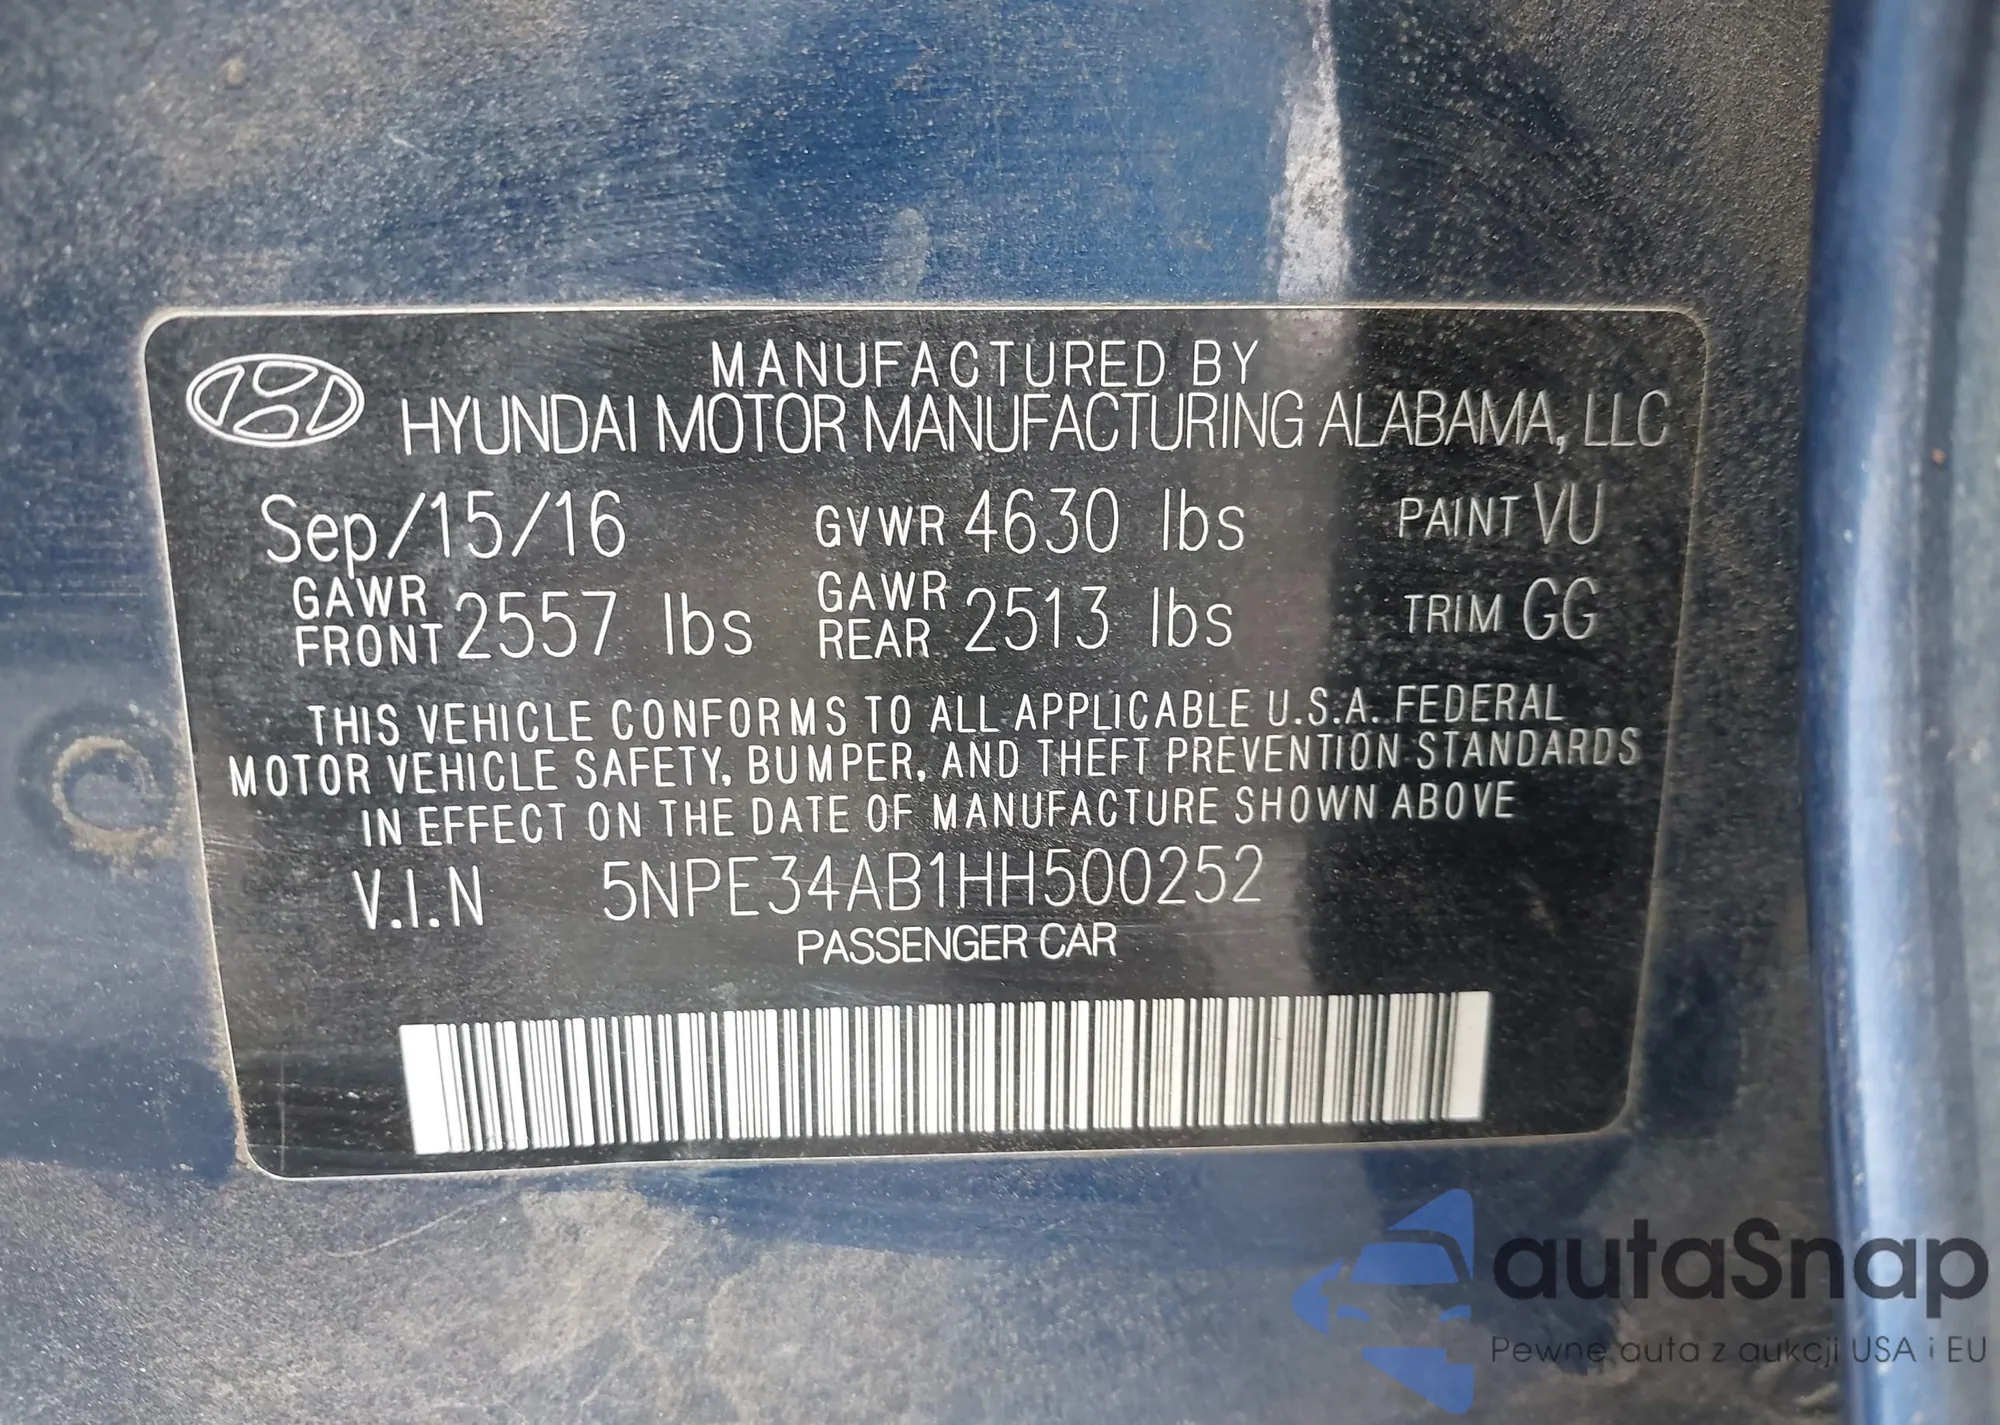 MANUFACTURED BY
HYUNDAI MOTOR MANUFACTURING ALABAMA, LLC
Sep/15/16 GVWR 4630 lbs PAINT VU
GAWR FRONT 2557 lbs GAWR REAR 2513 lbs TRIM GG
THIS VEHICLE CONFORMS TO ALL APPLICABLE U.S.A. FEDERAL
MOTOR VEHICLE SAFETY, BUMPER, AND THEFT PREVENTION STANDARDS
IN EFFECT ON THE DATE OF MANUFACTURE SHOWN ABOVE
V.I.N 5NPE34AB1HH500252
PASSENGER CAR
autaSnap
Pewne auta z aukcji USA i EU